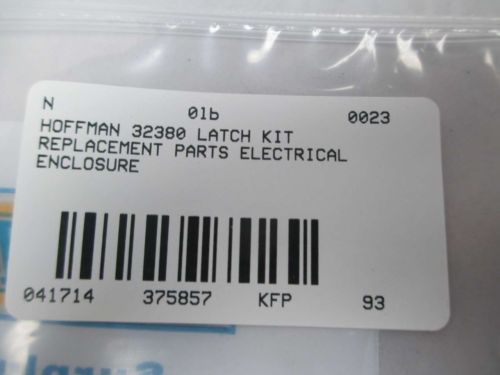 N 01b 0023
HOFFMAN 32380 LATCH KIT
REPLACEMENT PARTS ELECTRICAL
ENCLOSURE
041714 375857 KFP 93